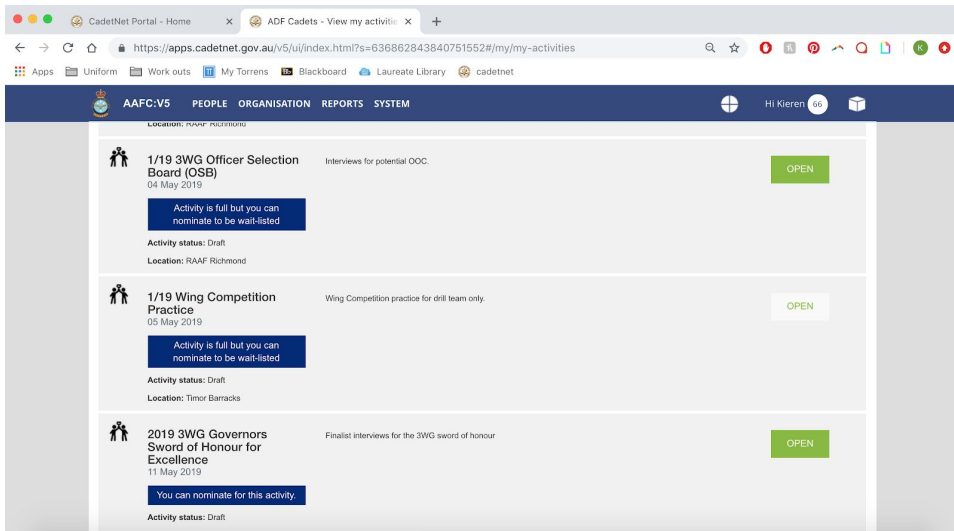 CadetNet Portal - Home
ADF Cadets - View my activitie
https://apps.cadetnet.gov.au/v5/ui/index.html?s=636862843840751552#/my/my-activities
K
Apps
Uniform
Work outs
My Torrens
Blackboard
Laureate Library
cadetnet
AAFC:V5
PEOPLE
ORGANISATION
REPORTS
SYSTEM
Hi Kieren
66
Location: RAAF Richmond
1/19 3WG Officer Selection
Board (OSB)
04 May 2019
Interviews for potential OOC.
OPEN
Activity is full but you can
nominate to be wait-listed
Activity status: Draft
Location: RAAF Richmond
1/19 Wing Competition
Practice
05 May 2019
Wing Competition practice for drill team only.
OPEN
Activity is full but you can
nominate to be wait-listed
Activity status: Draft
Location: Timor Barracks
2019 3WG Governors
Sword of Honour for
Excellence
11 May 2019
Finalist interviews for the 3WG sword of honour
OPEN
You can nominate for this activity.
Activity status: Draft